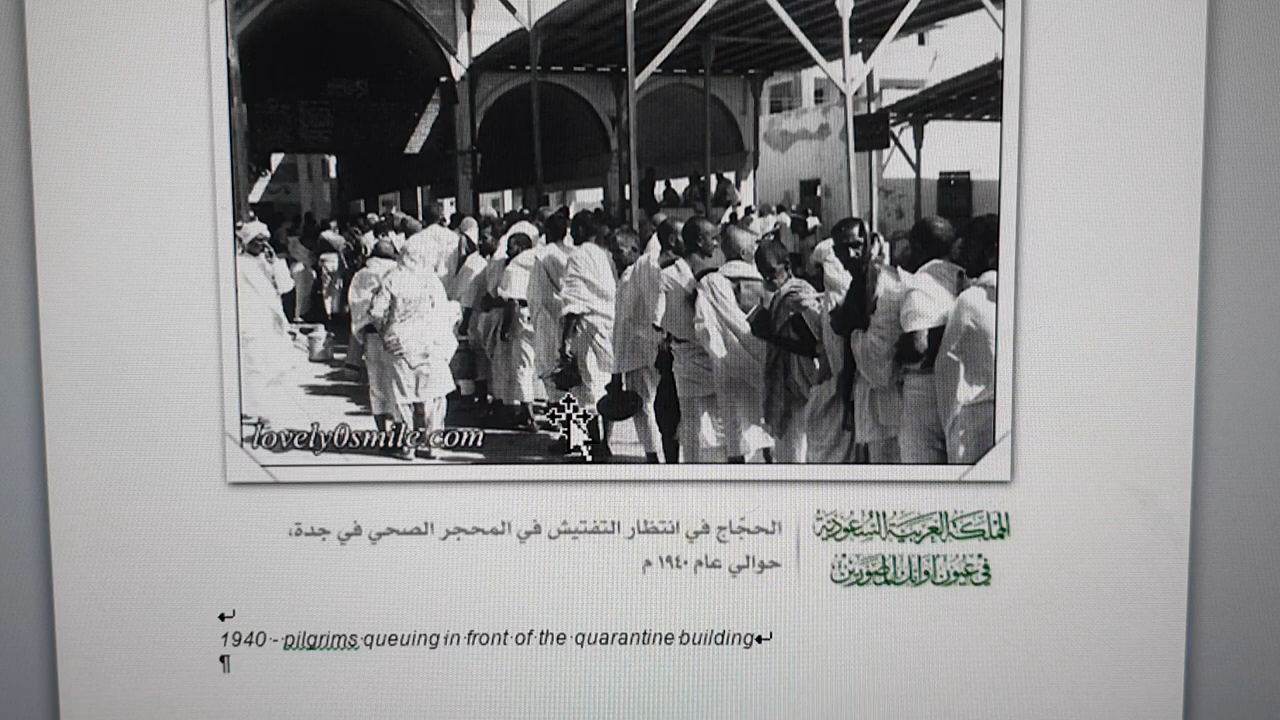 lovely0smile.com
المملكة العربية السعودية
في عيون أوائل المصورين
الحجّاج في انتظار التفتيش في المحجر الصحي في جدة،
حوالي عام ١٩٤٠ م
1940 - pilgrims queuing in front of the quarantine building